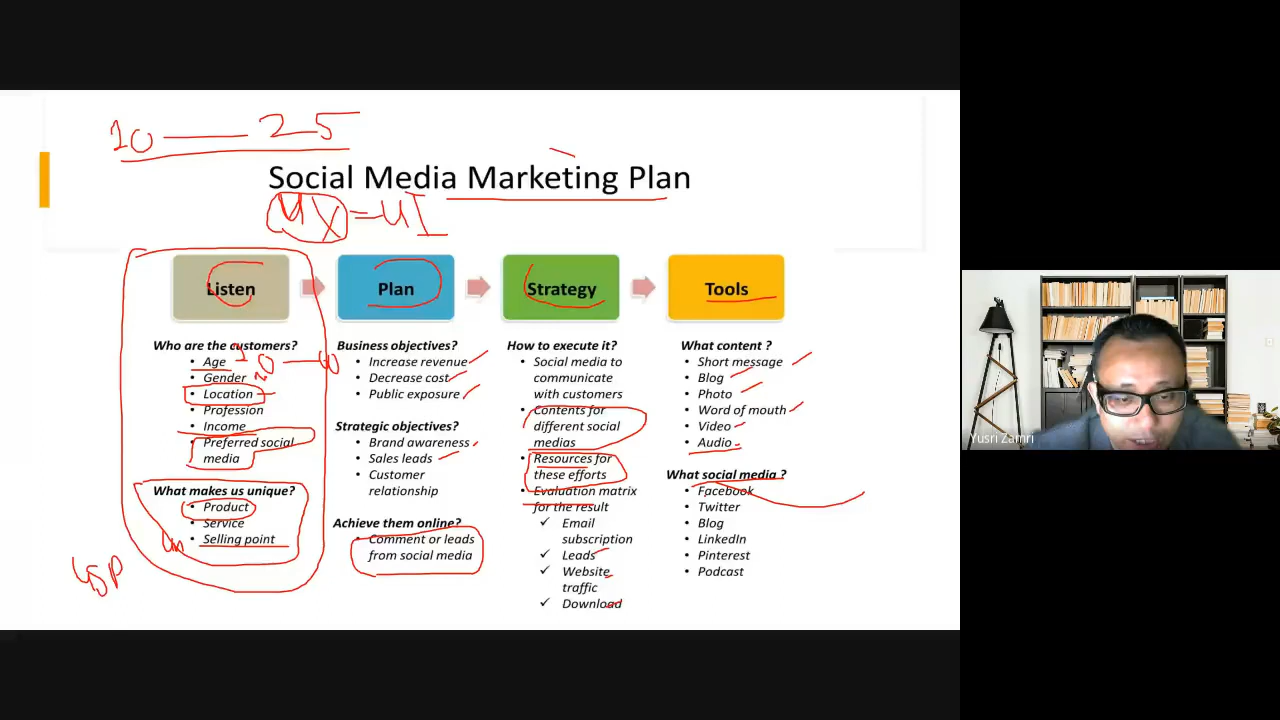 10 — 25
Social Media Marketing Plan
UX = UI
Listen
Plan
Strategy
Tools
Who are the customers?
• Age
• Gender
• Location
• Profession
• Income
• Preferred social
media
What makes us unique?
• Product
• Service
• Selling point
USP
Business objectives?
• Increase revenue
• Decrease cost
• Public exposure
Strategic objectives?
• Brand awareness
• Sales leads
• Customer
relationship
Achieve them online?
• Comment or leads
from social media
How to execute it?
• Social media to
communicate
with customers
• Contents for
different social
medias
• Resources for
these efforts
• Evaluation matrix
for the result
✓ Email
subscription
✓ Leads
✓ Website
traffic
✓ Download
What content ?
• Short message
• Blog
• Photo
• Word of mouth
• Video
• Audio
What social media ?
• Facebook
• Twitter
• Blog
• LinkedIn
• Pinterest
• Podcast
Yusri Zamri